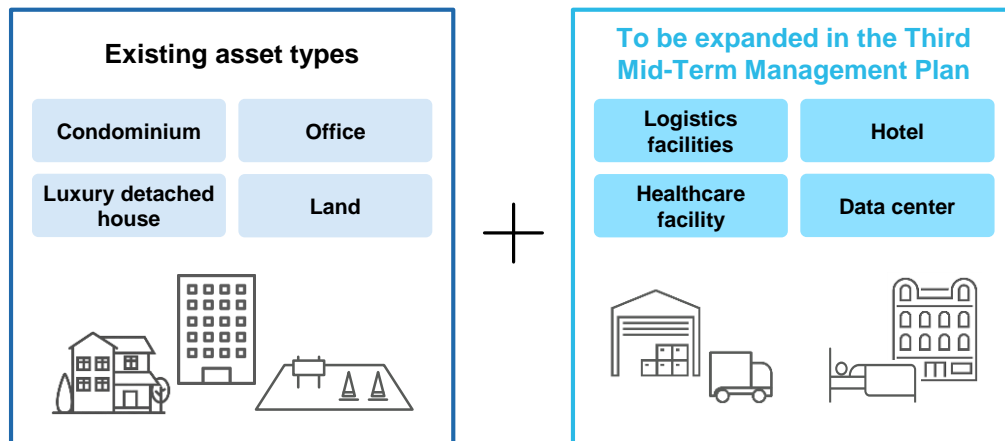 Existing asset types
Condominium
Office
Luxury detached
house
Land
To be expanded in the Third
Mid-Term Management Plan
Logistics
facilities
Hotel
Healthcare
facility
Data center